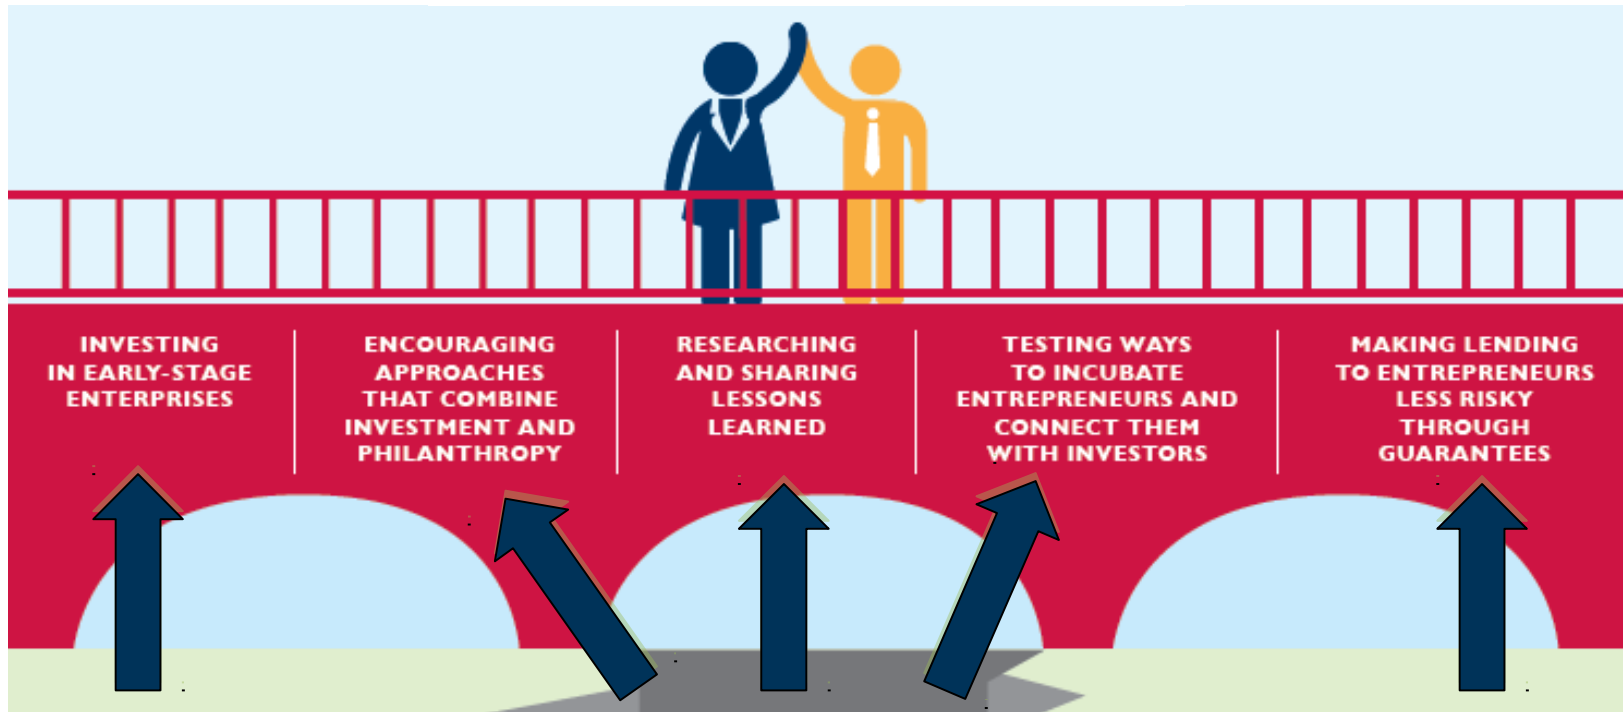 INVESTING
IN EARLY-STAGE
ENTERPRISES
ENCOURAGING
APPROACHES
THAT COMBINE
INVESTMENT AND
PHILANTHROPY
RESEARCHING
AND SHARING
LESSONS
LEARNED
TESTING WAYS
TO INCUBATE
ENTREPRENEURS AND
CONNECT THEM
WITH INVESTORS
MAKING LENDING
TO ENTREPRENEURS
LESS RISKY
THROUGH
GUARANTEES